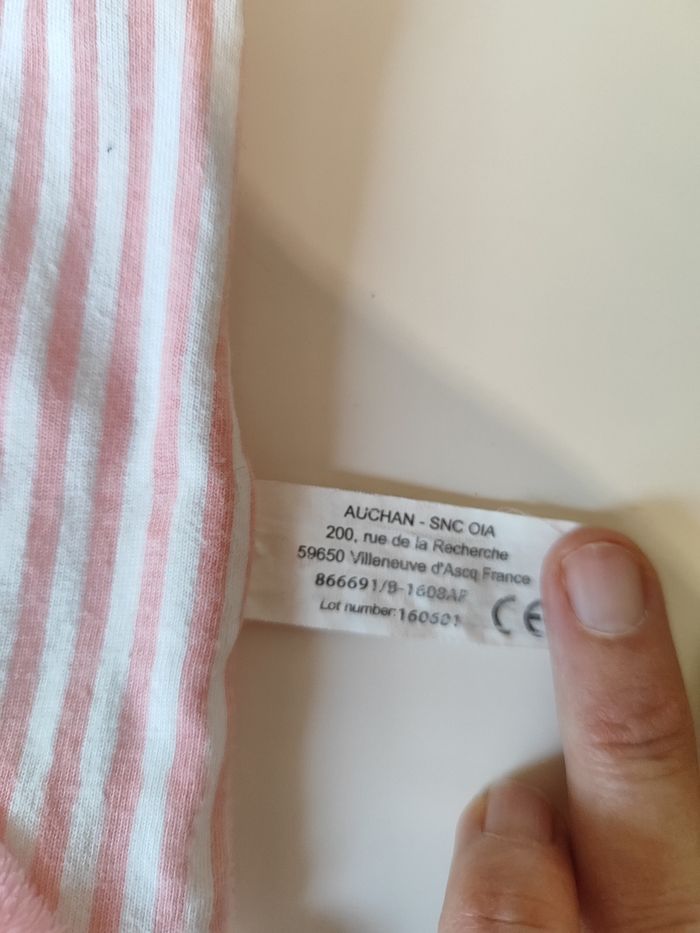 AUCHAN - SNC OIA
200, rue de la Recherche
59650 Villeneuve d'Ascq France
866691/B-1608AF
Lot number:160501
CE